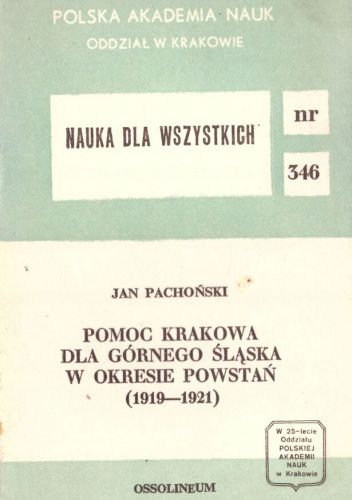 POLSKA AKADEMIA NAUK
ODDZIAŁ W KRAKOWIE
NAUKA DLA WSZYSTKICH
nr
346
JAN PACHOŃSKI
POMOC KRAKOWA
DLA GÓRNEGO ŚLĄSKA
W OKRESIE POWSTAŃ
(1919—1921)
W 25-lecie
Oddziału
POLSKIEJ
AKADEMII
NAUK
w Krakowie
OSSOLINEUM